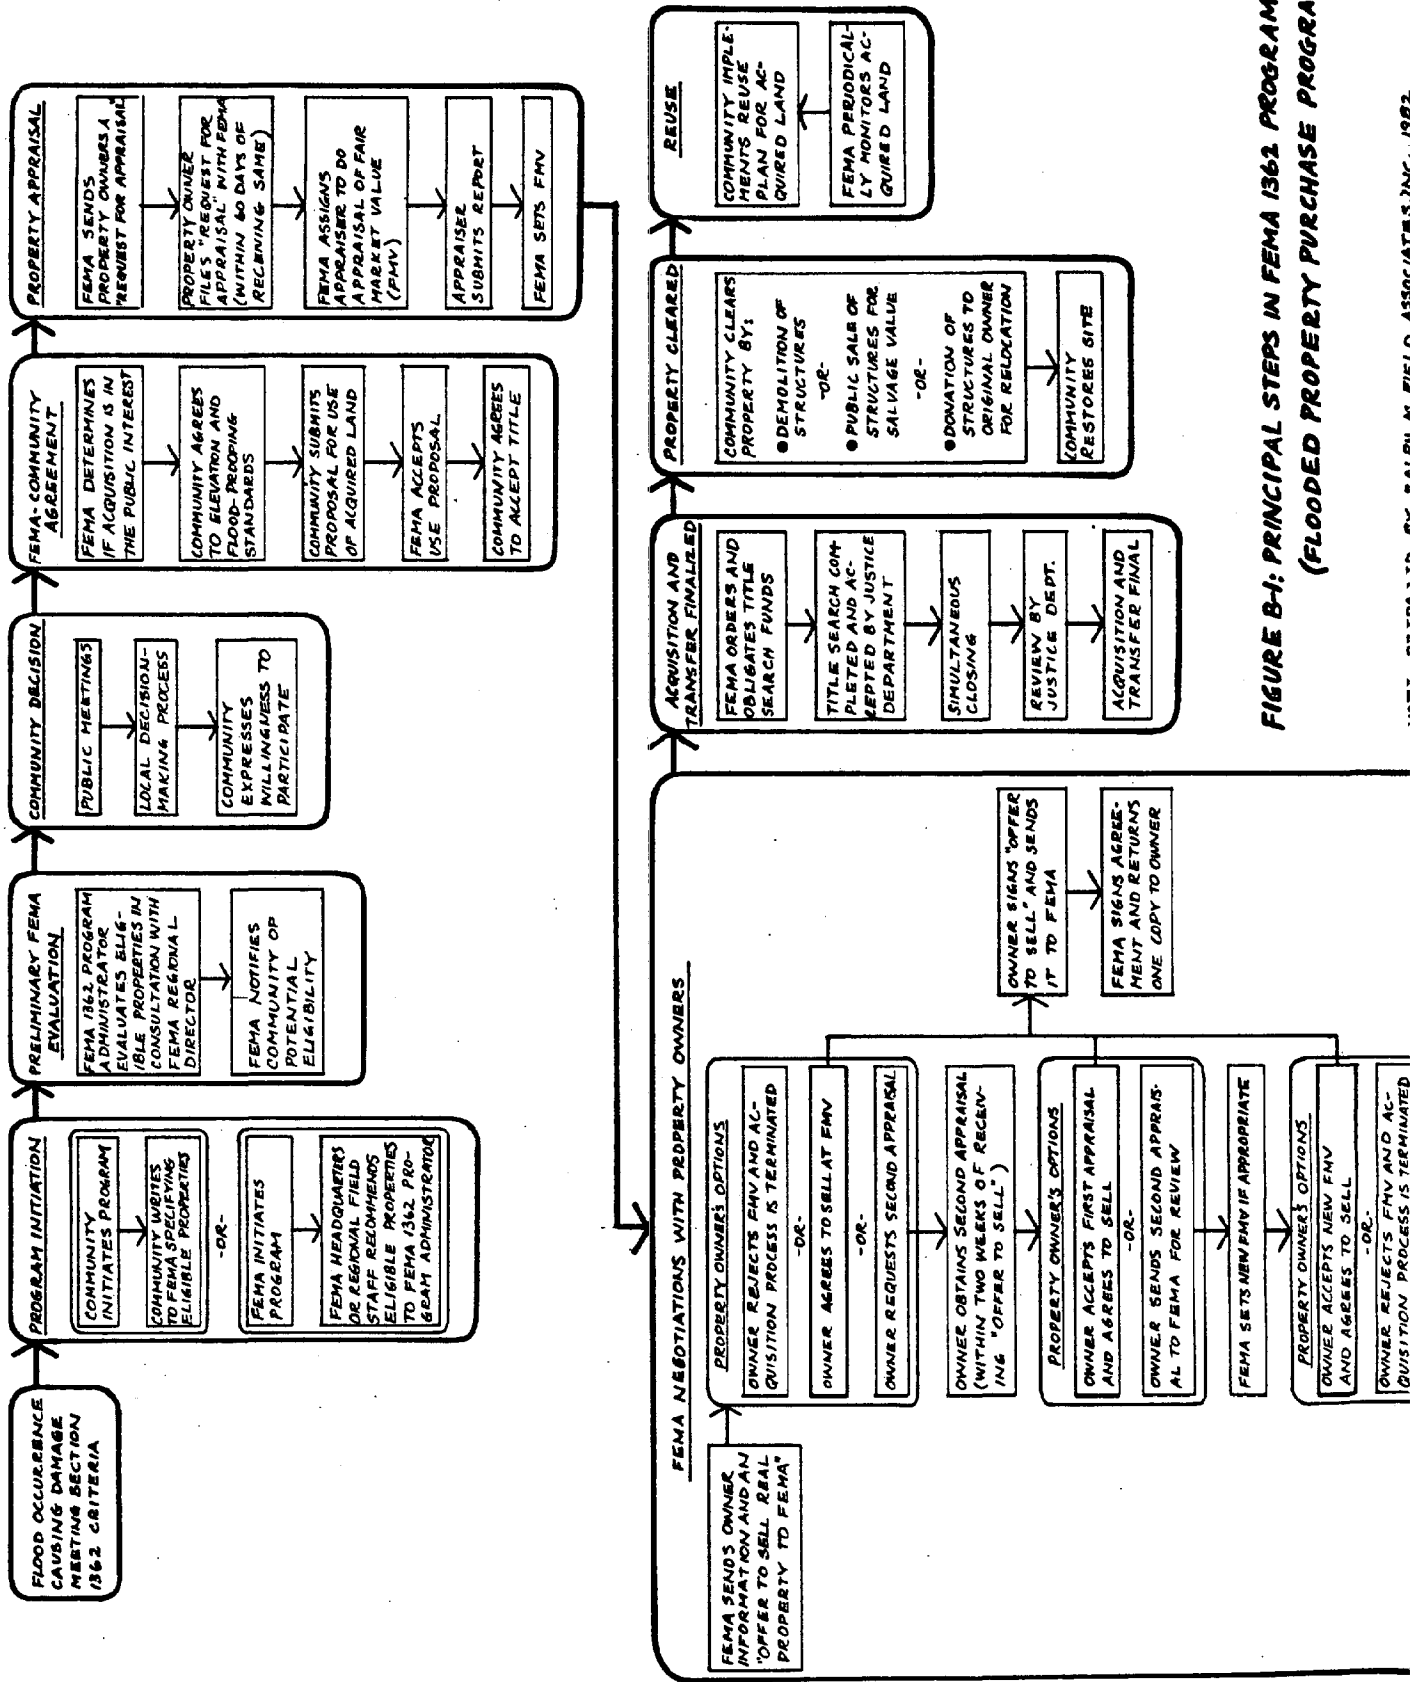 FLOOD OCCURRENCE
CAUSING DAMAGE
MEETING SECTION
1362 CRITERIA
PROGRAM INITIATION
COMMUNITY
INITIATES PROGRAM
COMMUNITY WRITES
TO FEMA SPECIFYING
ELIGIBLE PROPERTIES
-OR-
FEMA INITIATES
PROGRAM
FEMA HEADQUARTERS
OR REGIONAL FIELD
STAFF RECOMMENDS
ELIGIBLE PROPERTIES
TO FEMA 1362 PRO-
GRAM ADMINISTRATOR
PRELIMINARY FEMA
EVALUATION
FEMA 1362 PROGRAM
ADMINISTRATOR
EVALUATES ELIG-
IBLE PROPERTIES IN
CONSULTATION WITH
FEMA REGIONAL
DIRECTOR
FEMA NOTIFIES
COMMUNITY OF
POTENTIAL
ELIGIBILITY
COMMUNITY DECISION
PUBLIC MEETINGS
LOCAL DECISION-
MAKING PROCESS
COMMUNITY
EXPRESSES
WILLINGNESS TO
PARTICIPATE
FEMA-COMMUNITY
AGREEMENT
FEMA DETERMINES
IF ACQUISITION IS IN
THE PUBLIC INTEREST
COMMUNITY AGREES
TO ELEVATION AND
FLOOD-PROOFING
STANDARDS
COMMUNITY SUBMITS
PROPOSAL FOR USE
OF ACQUIRED LAND
FEMA ACCEPTS
USE PROPOSAL
COMMUNITY AGREES
TO ACCEPT TITLE
PROPERTY APPRAISAL
FEMA SENDS
PROPERTY OWNERS A
"REQUEST FOR APPRAISAL"
PROPERTY OWNER
FILES "REQUEST FOR
APPRAISAL" WITH FEMA
(WITHIN 60 DAYS OF
RECEIVING SAME)
FEMA ASSIGNS
APPRAISER TO DO
APPRAISAL OF FAIR
MARKET VALUE
(FMV)
APPRAISER
SUBMITS REPORT
FEMA SETS FMV
FEMA NEGOTIATIONS WITH PROPERTY OWNERS
FEMA SENDS OWNER
INFORMATION AND AN
"OFFER TO SELL REAL
PROPERTY TO FEMA"
PROPERTY OWNER'S OPTIONS
OWNER REJECTS FMV AND AC-
QUISITION PROCESS IS TERMINATED
-OR-
OWNER AGREES TO SELL AT FMV
-OR-
OWNER REQUESTS SECOND APPRAISAL
OWNER OBTAINS SECOND APPRAISAL
(WITHIN TWO WEEKS OF RECEIV-
ING "OFFER TO SELL")
PROPERTY OWNER'S OPTIONS
OWNER ACCEPTS FIRST APPRAISAL
AND AGREES TO SELL
-OR-
OWNER SENDS SECOND APPRAIS-
AL TO FEMA FOR REVIEW
FEMA SETS NEW FMV IF APPROPRIATE
PROPERTY OWNER'S OPTIONS
OWNER ACCEPTS NEW FMV
AND AGREES TO SELL
-OR-
OWNER REJECTS FMV AND AC-
QUISITION PROCESS IS TERMINATED
OWNER SIGNS "OFFER
TO SELL" AND SENDS
IT TO FEMA
FEMA SIGNS AGREE-
MENT AND RETURNS
ONE COPY TO OWNER
ACQUISITION AND
TRANSFER FINALIZED
FEMA ORDERS AND
OBLIGATES TITLE
SEARCH FUNDS
TITLE SEARCH COM-
PLETED AND AC-
CEPTED BY JUSTICE
DEPARTMENT
SIMULTANEOUS
CLOSING
REVIEW BY
JUSTICE DEPT.
ACQUISITION AND
TRANSFER FINAL
PROPERTY CLEARED
COMMUNITY CLEARS
PROPERTY BY:
● DEMOLITION OF
STRUCTURES
-OR-
● PUBLIC SALE OF
STRUCTURES FOR
SALVAGE VALUE
-OR-
● DONATION OF
STRUCTURES TO
ORIGINAL OWNER
FOR RELOCATION
COMMUNITY
RESTORES SITE
REUSE
COMMUNITY IMPLE-
MENTS REUSE
PLAN FOR AC-
QUIRED LAND
FEMA PERIODICAL-
LY MONITORS AC-
QUIRED LAND
FIGURE B-1: PRINCIPAL STEPS IN FEMA 1362 PROGRAM
(FLOODED PROPERTY PURCHASE PROGRA
BY RALPH M. FIELD ASSOCIATES, INC., 1982